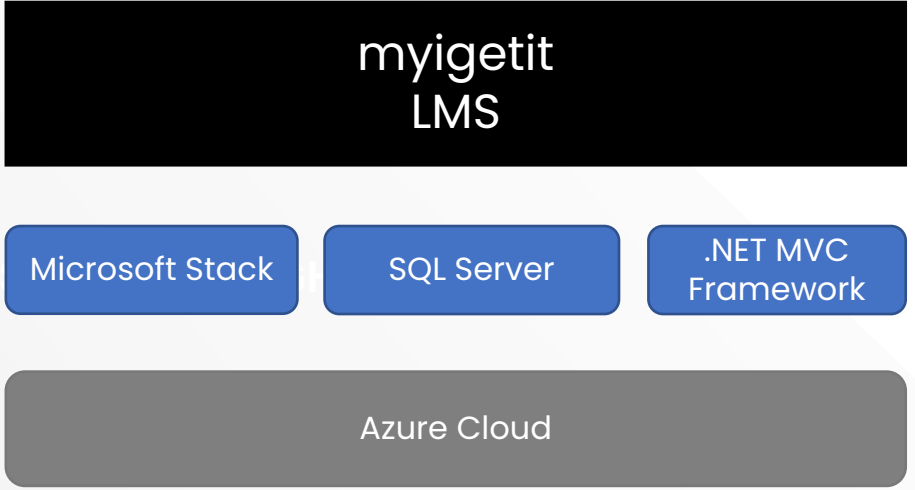 myigetit
LMS
Microsoft Stack
SQL Server
.NET MVC
Framework
Azure Cloud